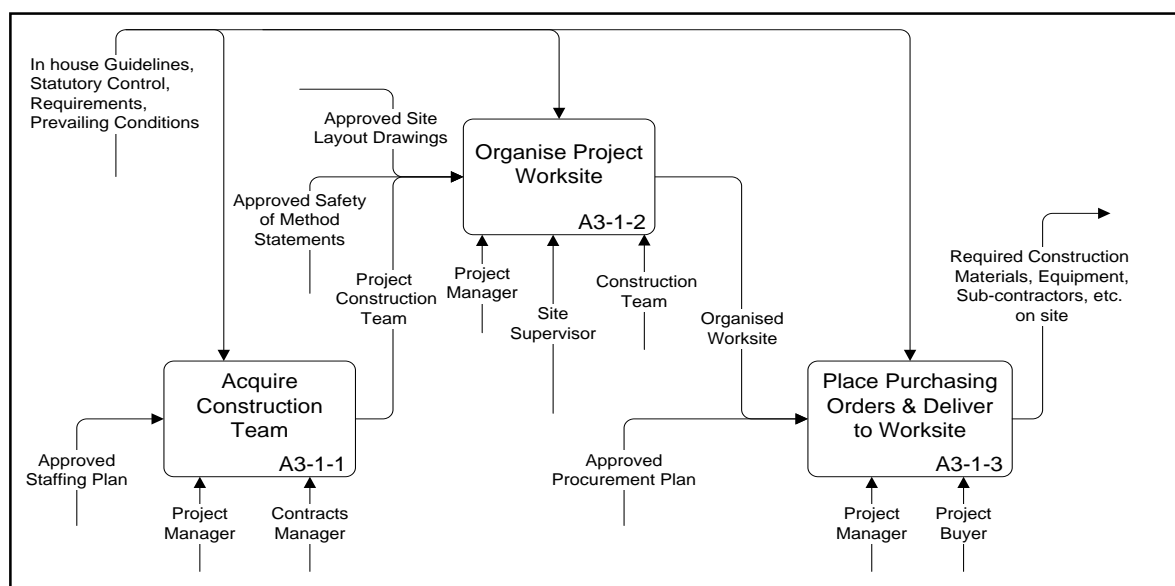 In house Guidelines,
Statutory Control,
Requirements,
Prevailing Conditions
Approved Site
Layout Drawings
Organise Project
Worksite
A3-1-2
Approved Safety
of Method
Statements
Project
Construction
Team
Project
Manager
Site
Supervisor
Construction
Team
Organised
Worksite
Required Construction
Materials, Equipment,
Sub-contractors, etc.
on site
Acquire
Construction
Team
A3-1-1
Approved
Staffing Plan
Project
Manager
Contracts
Manager
Approved
Procurement Plan
Place Purchasing
Orders & Deliver
to Worksite
A3-1-3
Project
Manager
Project
Buyer